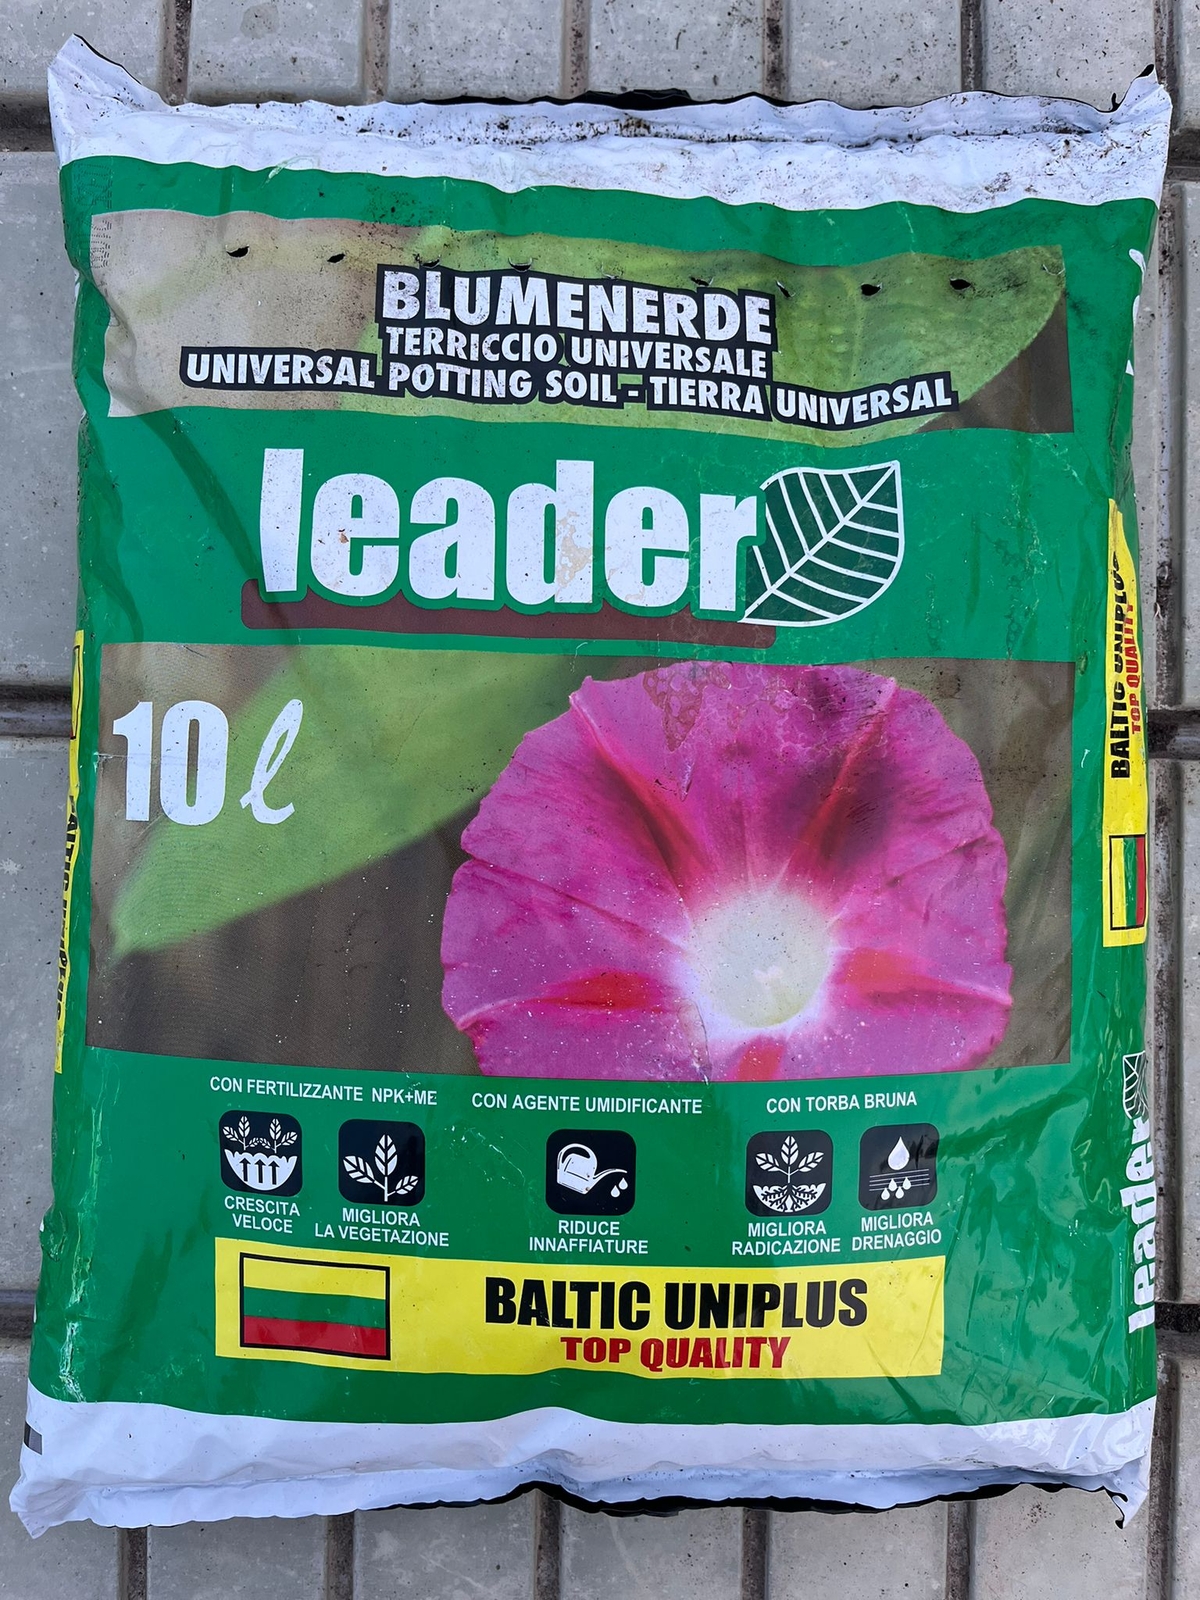 BLUMENERDE
TERRICCIO UNIVERSALE
UNIVERSAL POTTING SOIL - TIERRA UNIVERSAL
leader
10 ℓ
CON FERTILIZZANTE NPK+ME
CON AGENTE UMIDIFICANTE
CON TORBA BRUNA
CRESCITA
VELOCE
MIGLIORA
LA VEGETAZIONE
RIDUCE
INNAFFIATURE
MIGLIORA
RADICAZIONE
MIGLIORA
DRENAGGIO
BALTIC UNIPLUS
TOP QUALITY
BALTIC UNIPLUS
TOP QUALITY
leader